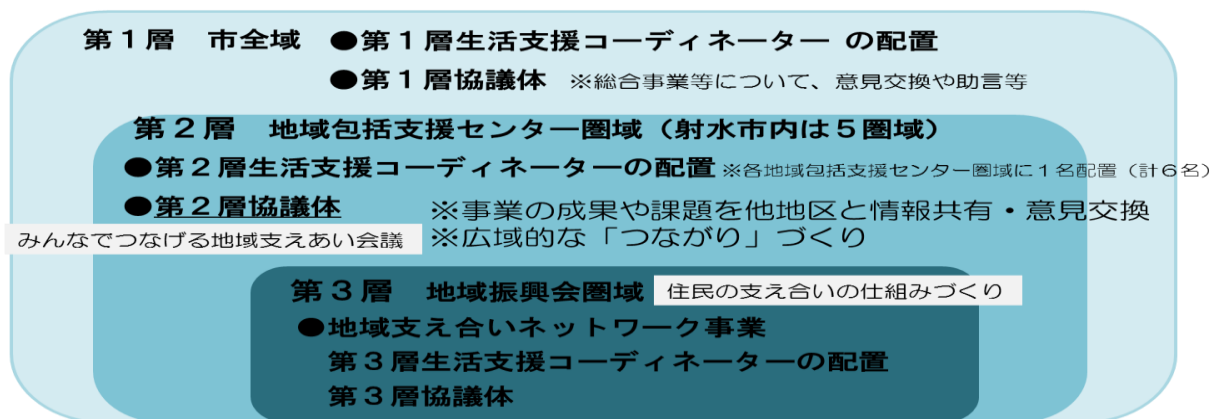 第1層　市全域　●第1層生活支援コーディネーター の配置
●第1層協議体　※総合事業等について、意見交換や助言等
第2層　地域包括支援センター圏域（射水市内は5圏域）
●第2層生活支援コーディネーターの配置 ※各地域包括支援センター圏域に1名配置（計6名）
●第2層協議体　※事業の成果や課題を他地区と情報共有・意見交換
みんなでつなげる地域支えあい会議　※広域的な「つながり」づくり
第3層　地域振興会圏域　住民の支え合いの仕組みづくり
●地域支え合いネットワーク事業
第3層生活支援コーディネーターの配置
第3層協議体